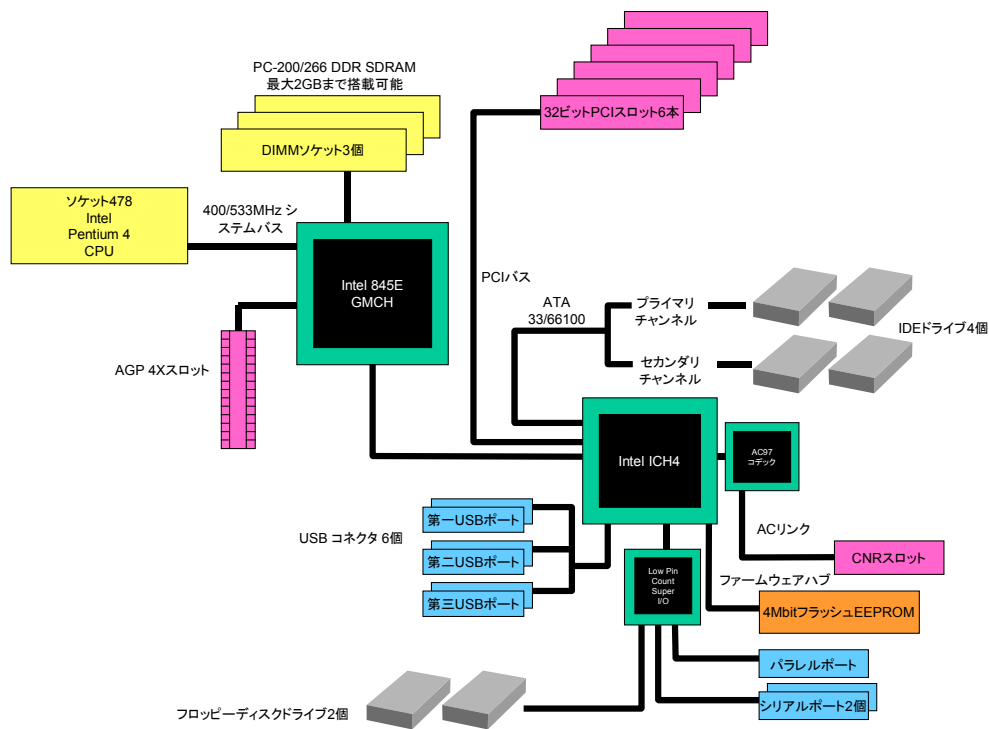 PC-200/266 DDR SDRAM
最大2GBまで搭載可能
DIMMソケット3個
32ビットPCIスロット6本
ソケット478
Intel
Pentium 4
CPU
400/533MHz シ
ステムバス
Intel 845E
GMCH
AGP 4Xスロット
PCIバス
ATA
33/66100
プライマリ
チャンネル
セカンダリ
チャンネル
IDEドライブ4個
Intel ICH4
AC97
コデック
ACリンク
CNRスロット
USB コネクタ 6個
第一USBポート
第二USBポート
第三USBポート
Low Pin
Count
Super
I/O
ファームウェアハブ
4MbitフラッシュEEPROM
パラレルポート
シリアルポート2個
フロッピーディスクドライブ2個